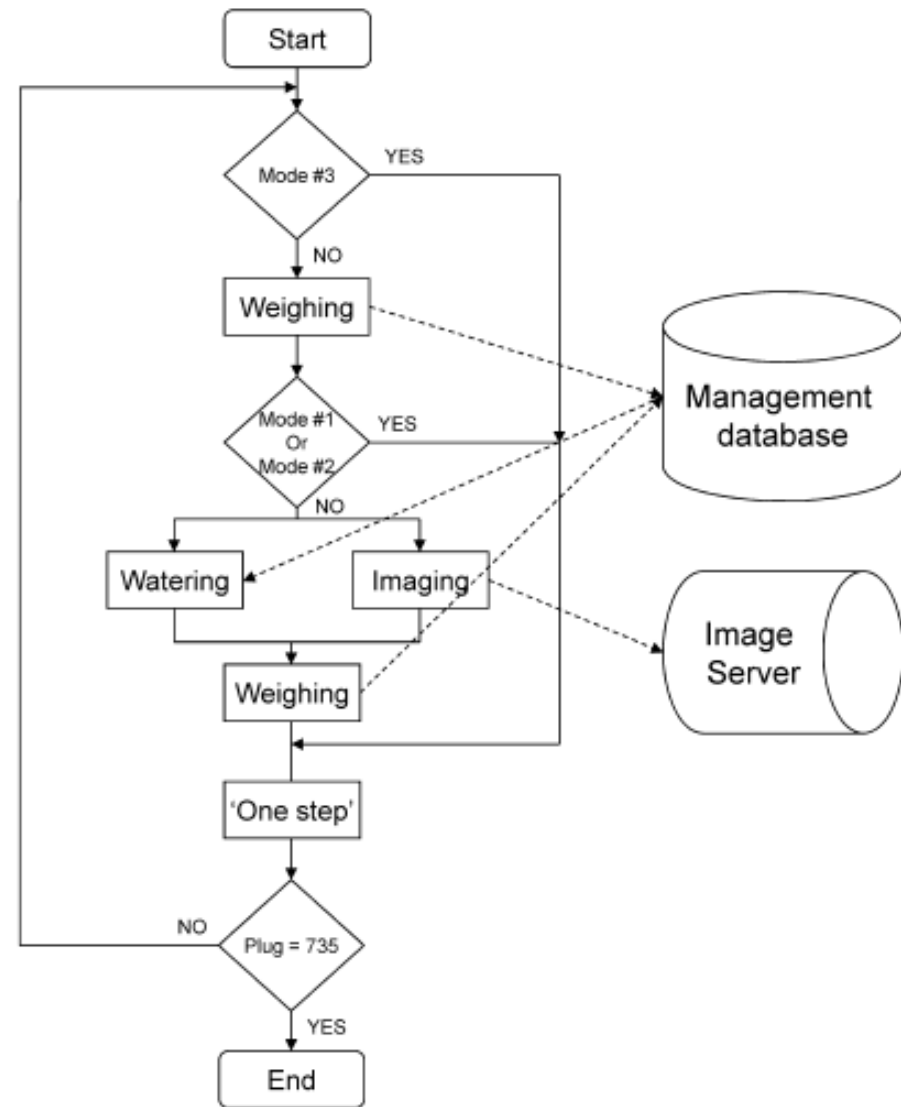 Start
Mode #3
YES
NO
Weighing
Management
database
Mode #1
Or
Mode #2
YES
NO
Watering
Imaging
Image
Server
Weighing
‘One step’
Plug = 735
NO
YES
End